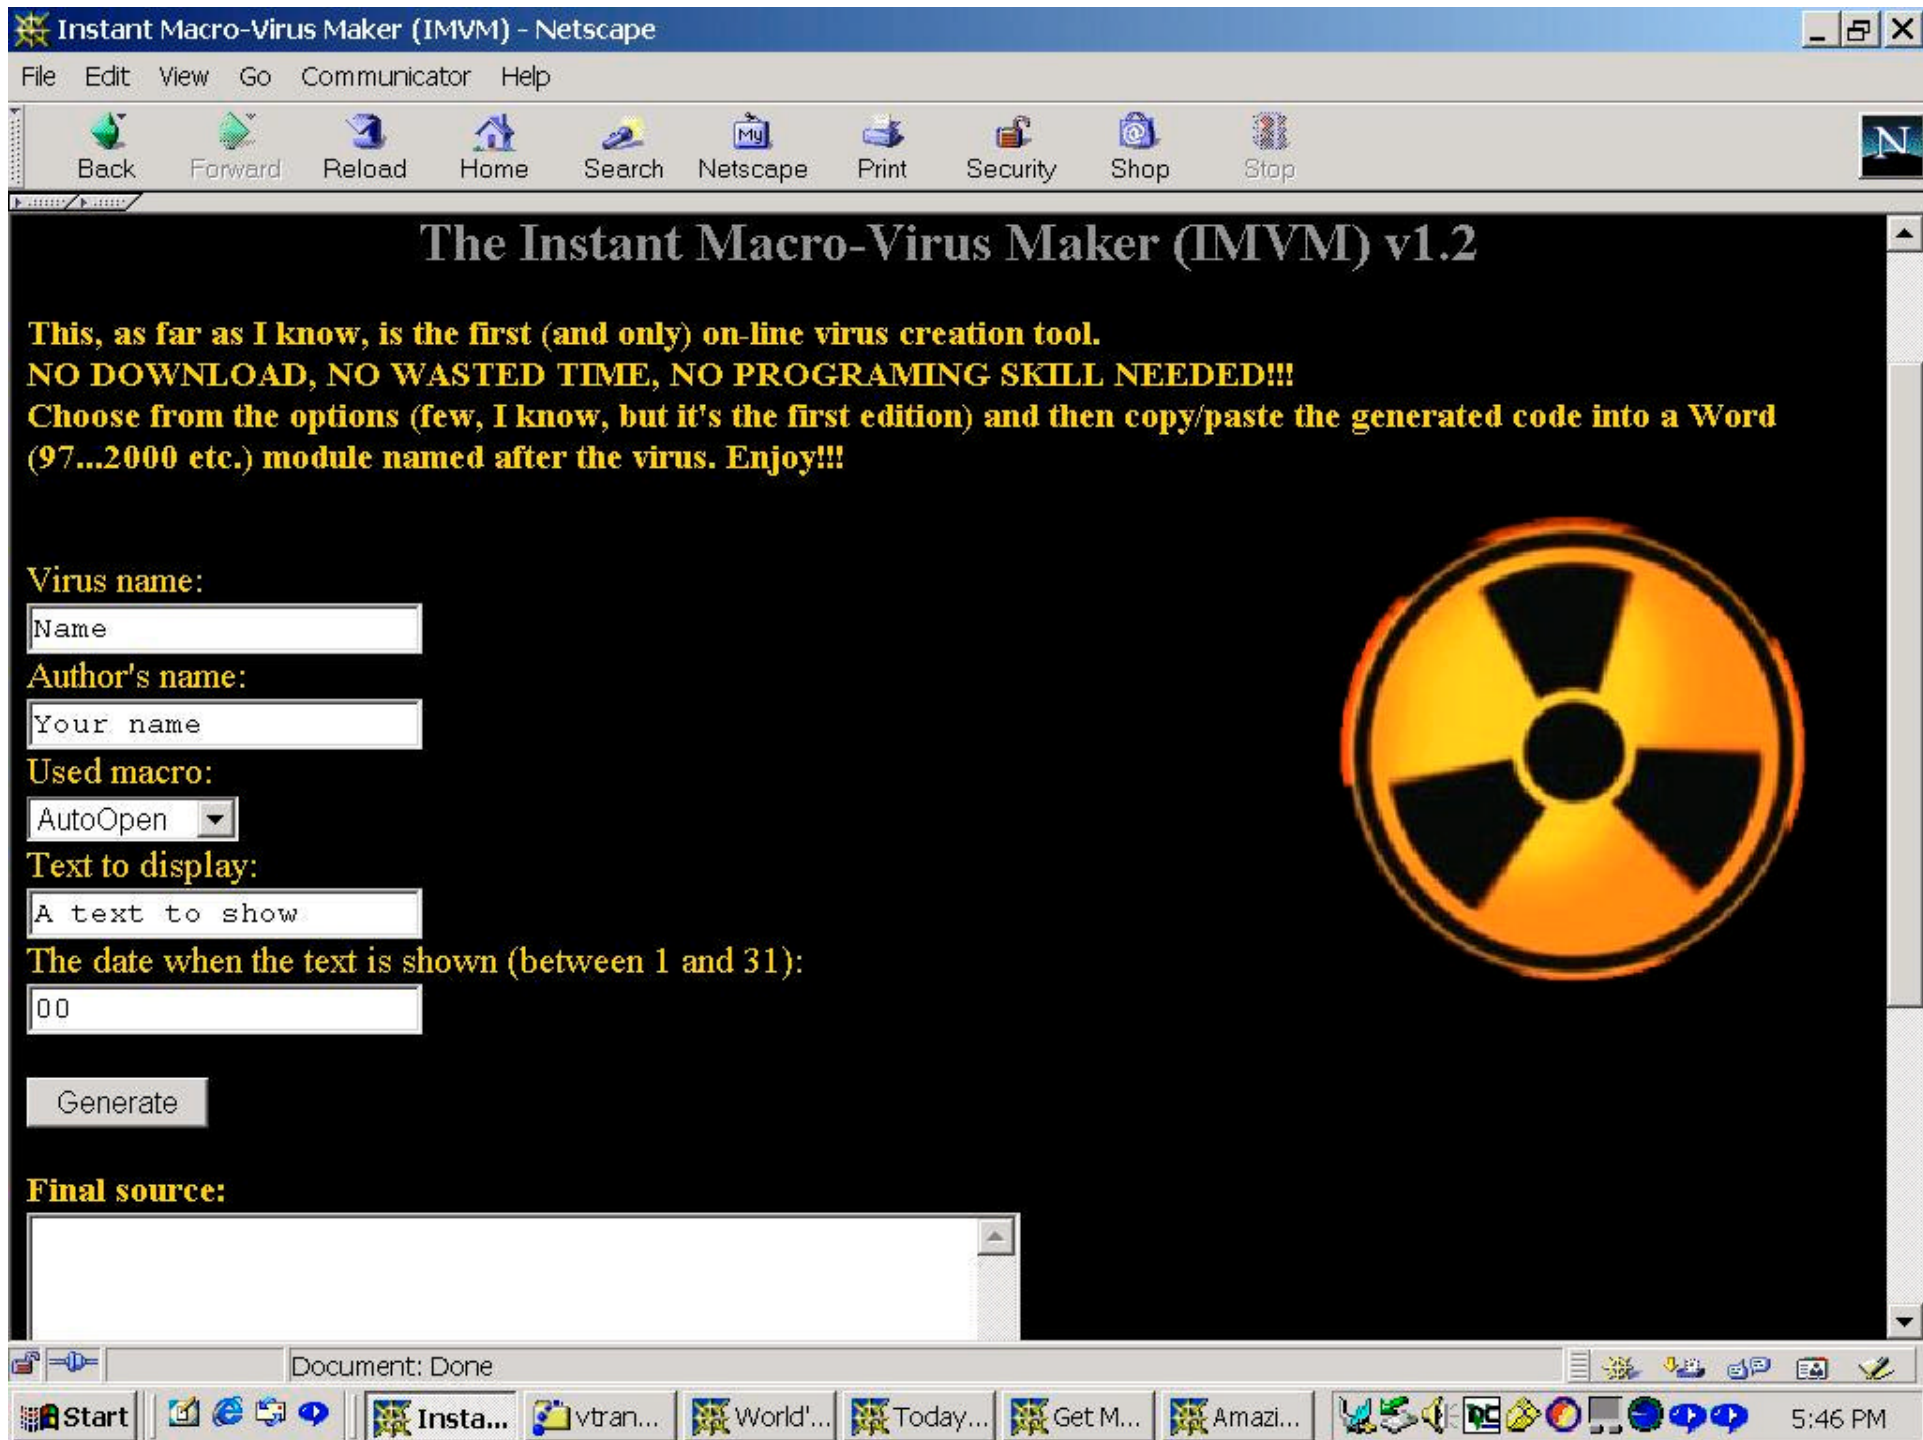 Instant Macro-Virus Maker (IMVM) - Netscape
File Edit View Go Communicator Help
My
N
Back Forward Reload Home Search Netscape Print Security Shop Stop
The Instant Macro-Virus Maker (IMVM) v1.2
This, as far as I know, is the first (and only) on-line virus creation tool.
NO DOWNLOAD, NO WASTED TIME, NO PROGRAMING SKILL NEEDED!!!
Choose from the options (few, I know, but it's the first edition) and then copy/paste the generated code into a Word
(97...2000 etc.) module named after the virus. Enjoy!!!
Virus name:
Name
Author's name:
Your name
Used macro:
AutoOpen
Text to display:
A text to show
The date when the text is shown (between 1 and 31):
00
Generate
Final source:
Document: Done
Start Insta... vtran... World'... Today... Get M... Amazi... 5:46 PM